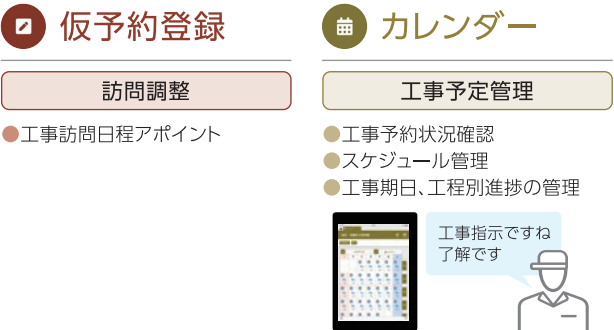 仮予約登録
訪問調整
●工事訪問日程アポイント
カレンダー
工事予定管理
●工事予約状況確認
●スケジュール管理
●工事期日、工程別進捗の管理
工事指示ですね
了解です